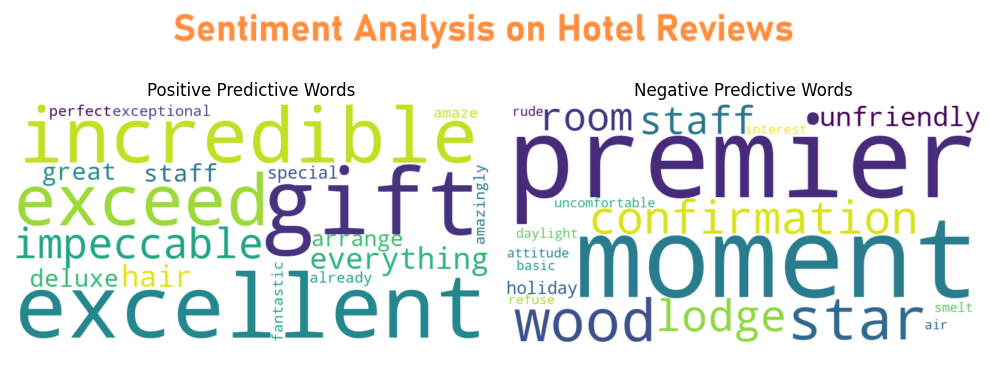 Sentiment Analysis on Hotel Reviews
Positive Predictive Words
perfect exceptional
amaze
incredible
great
staff
special
gift
exceed
amazingly
impeccable
arrange
everything
deluxe
hair
fantastic
already
excellent
Negative Predictive Words
rude
room
staff
interest
unfriendly
premier
uncomfortable
confirmation
daylight
moment
attitude
basic
holiday
refuse
wood
lodge
star
smelt
air